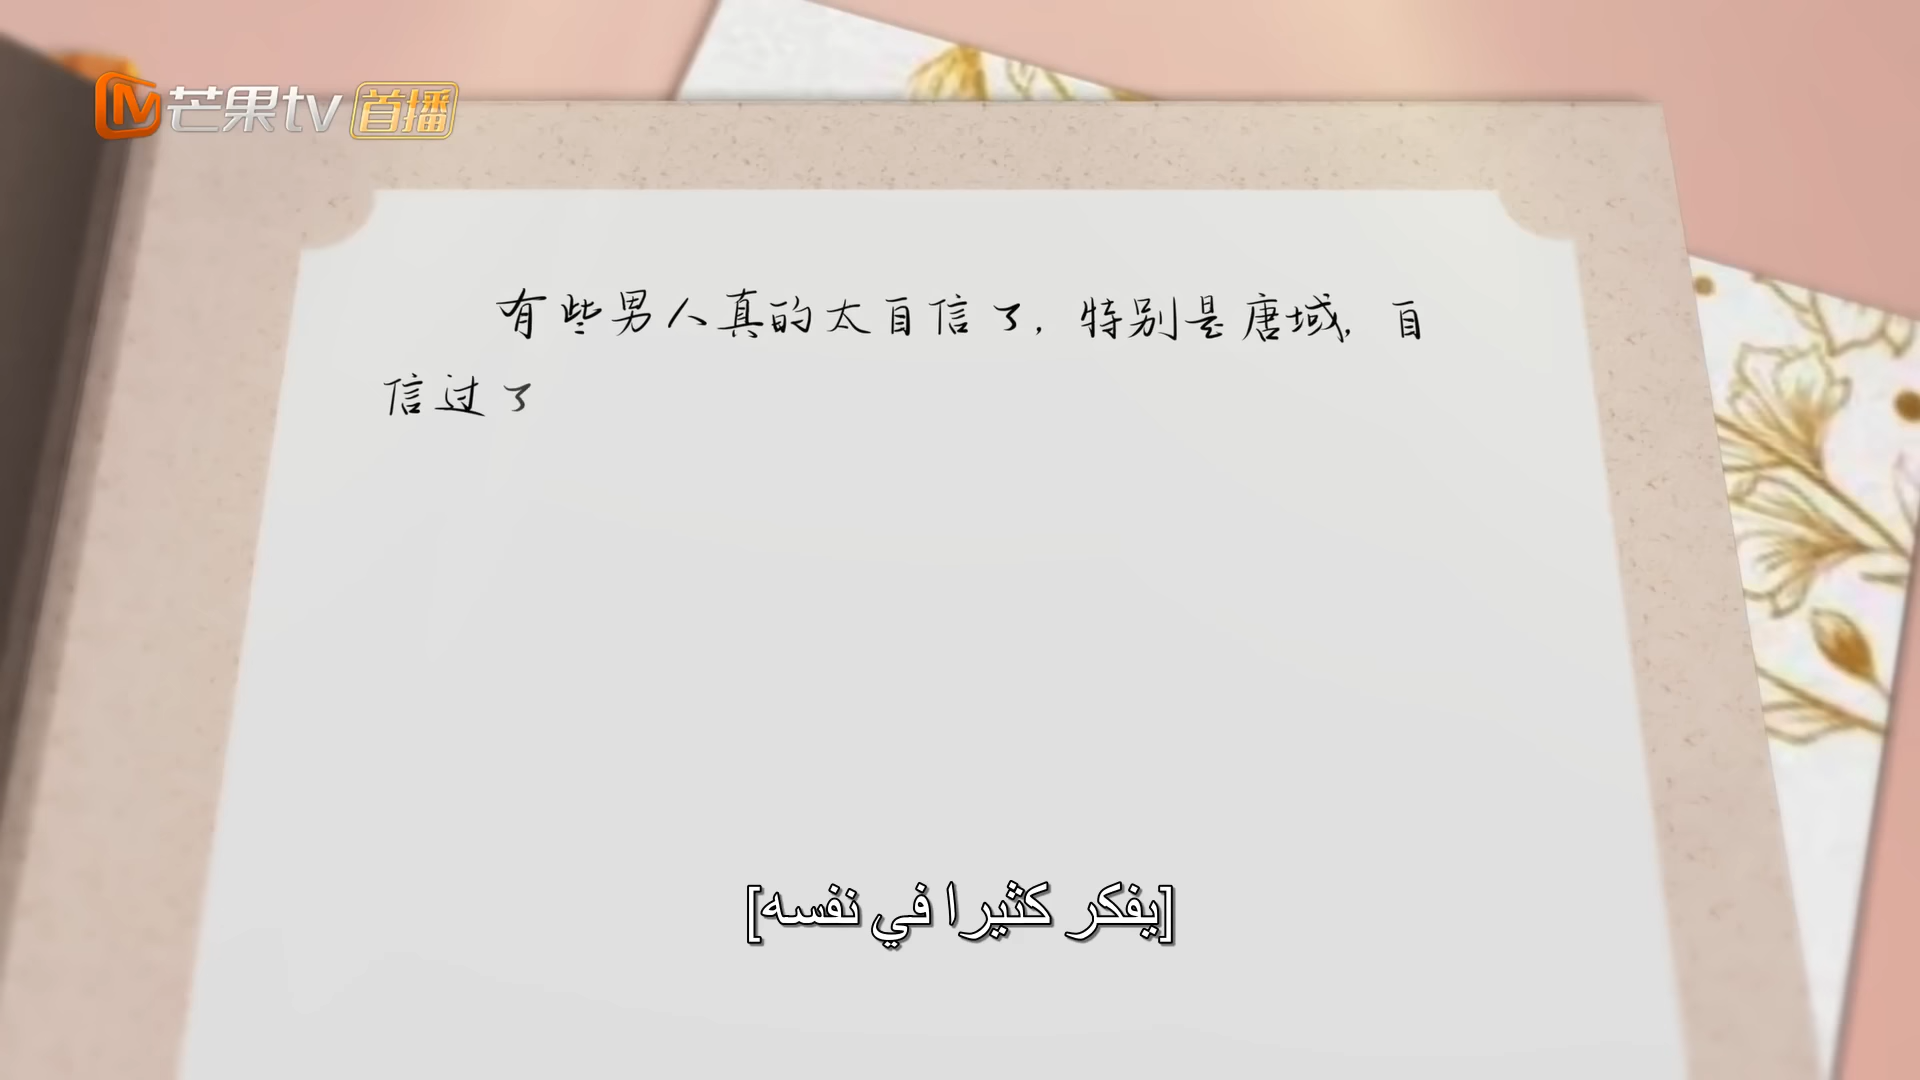 芒果tv 首播
有些男人真的太自信了，特别是唐域，自
信过了
[يفكر كثيرا في نفسه]